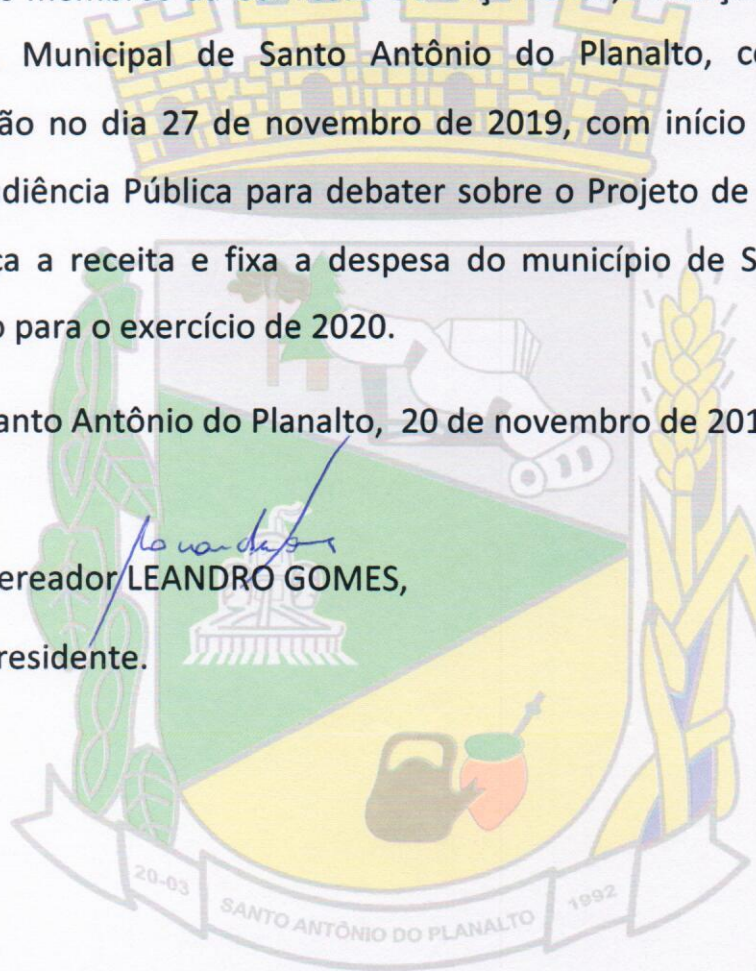 Municipal de Santo Antônio do Planalto,
ão no dia 27 de novembro de 2019, com início
diência Pública para debater sobre o Projeto de
a a receita e fixa a despesa do município de
o para o exercício de 2020.
anto Antônio do Planalto, 20 de novembro de 201
ereador LEANDRO GOMES,
residente.
20-03 SANTO ANTÔNIO DO PLANALTO 1992